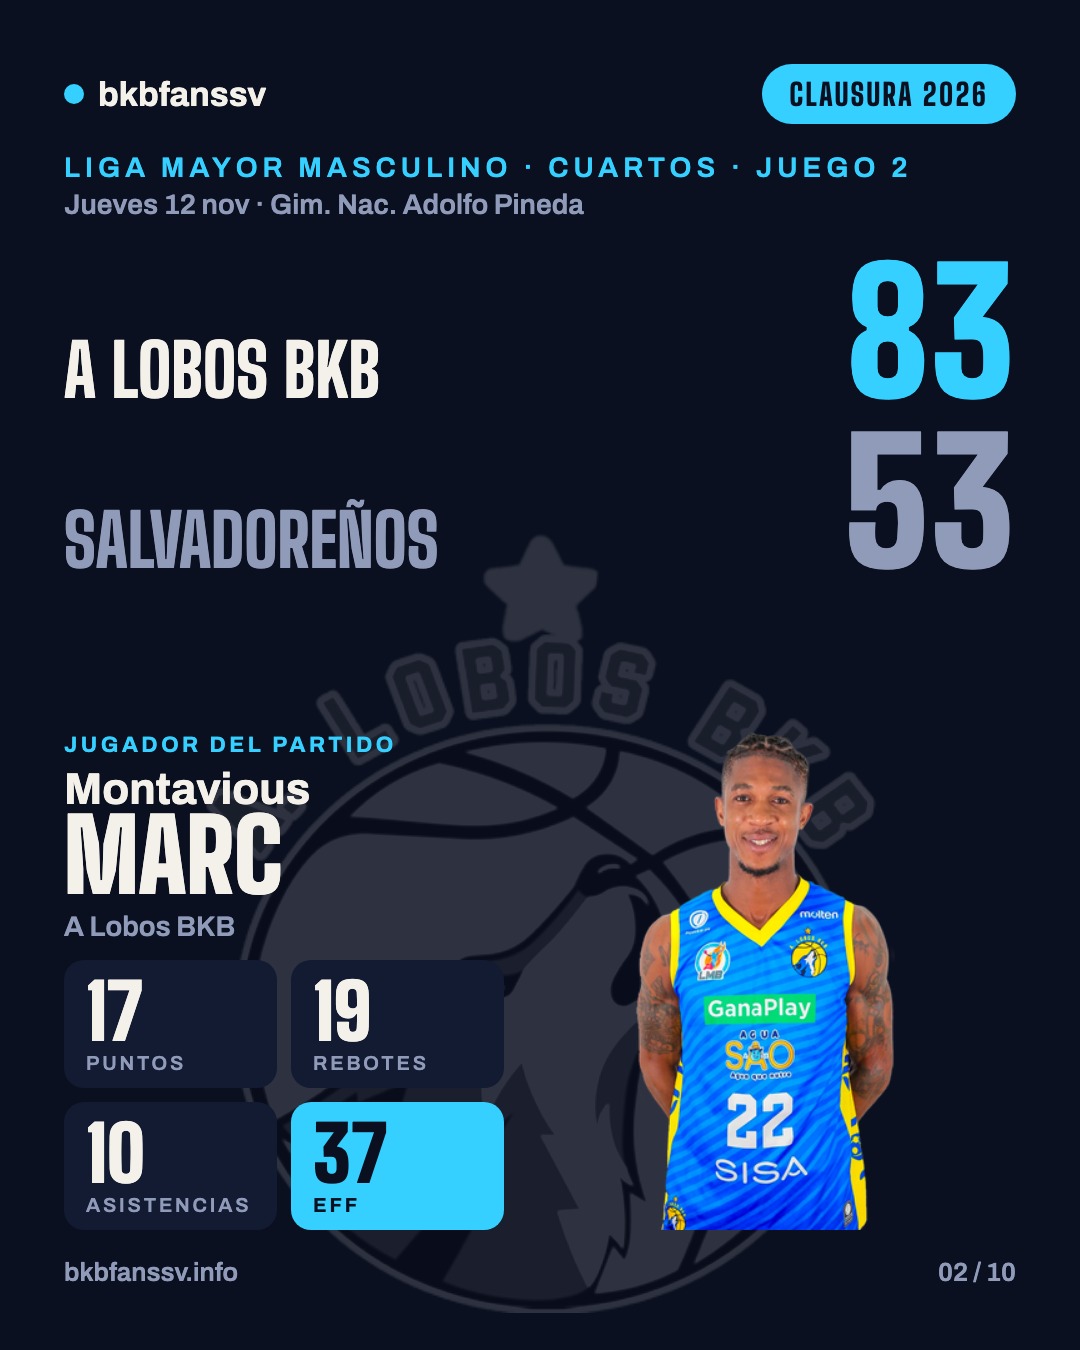 bkbfanssv
CLAUSURA 2026
LIGA MAYOR MASCULINO · CUARTOS · JUEGO 2
Jueves 12 nov · Gim. Nac. Adolfo Pineda
A LOBOS BKB
83
SALVADOREÑOS
53
LOBOS BKB
JUGADOR DEL PARTIDO
Montavious
MARC
A Lobos BKB
17
PUNTOS
19
REBOTES
10
ASISTENCIAS
37
EFF
molten
LMB
GanaPlay
AGUA
SAO
22
SISA
bkbfanssv.info
02 / 10